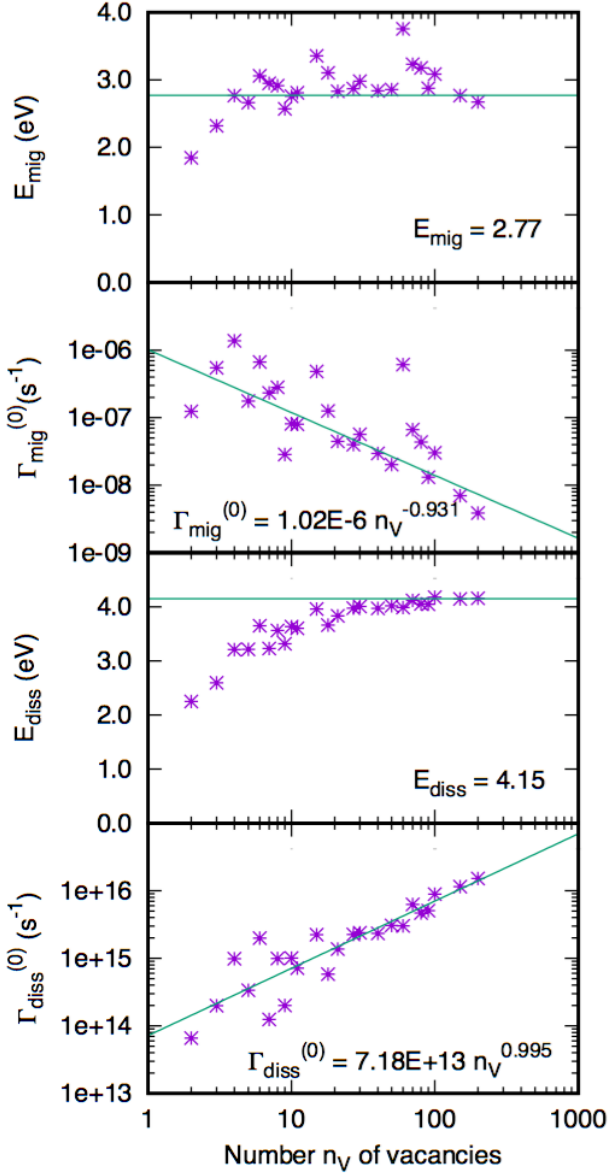 4.0
3.0
2.0
1.0
0.0
E_mig (eV)
E_mig = 2.77
1e-06
1e-07
1e-08
1e-09
Γ_mig^(0)(s^-1)
Γ_mig^(0) = 1.02E-6 n_V^-0.931
4.0
3.0
2.0
1.0
0.0
E_diss (eV)
E_diss = 4.15
1e+16
1e+15
1e+14
1e+13
Γ_diss^(0) (s^-1)
Γ_diss^(0) = 7.18E+13 n_V^0.995
1 10 100 1000
Number n_V of vacancies